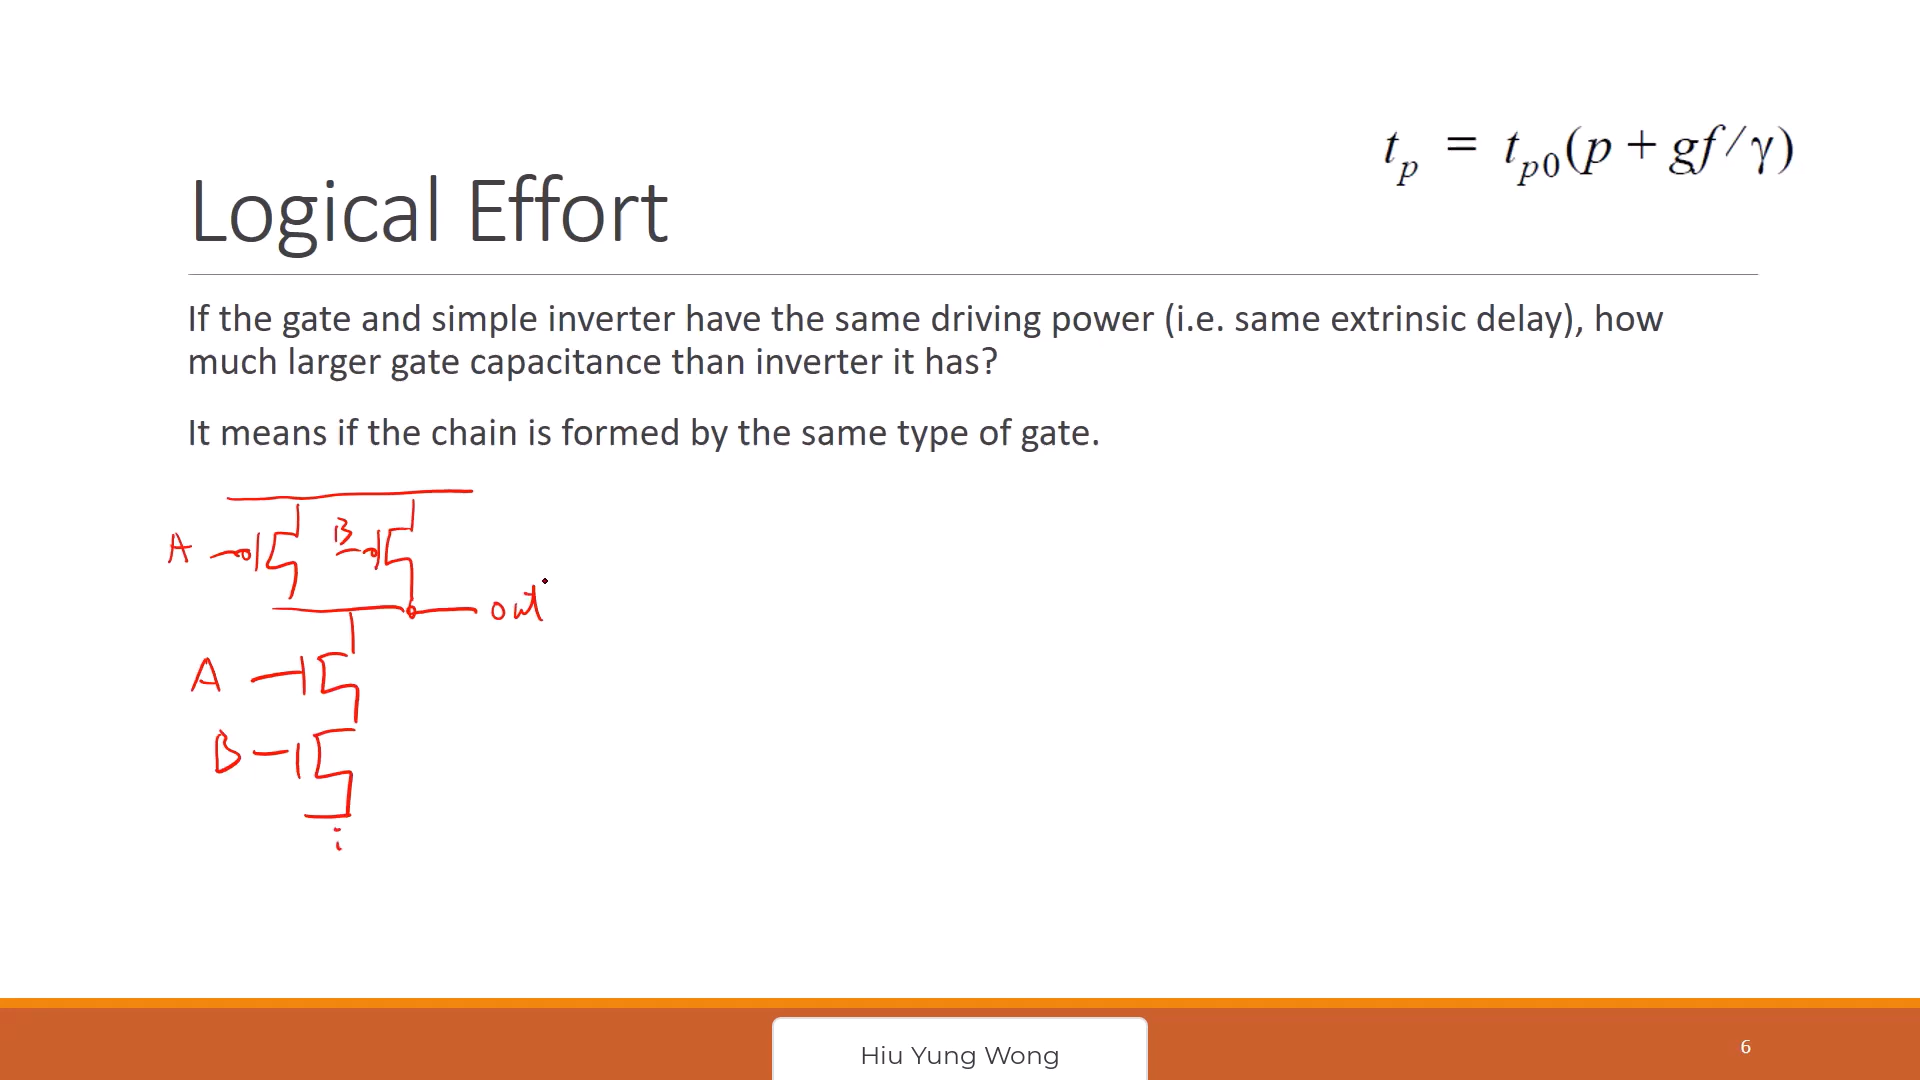 t_p = t_p0(p + gf/γ)
Logical Effort
If the gate and simple inverter have the same driving power (i.e. same extrinsic delay), how
much larger gate capacitance than inverter it has?
It means if the chain is formed by the same type of gate.
A B
out
A
B
Hiu Yung Wong
6